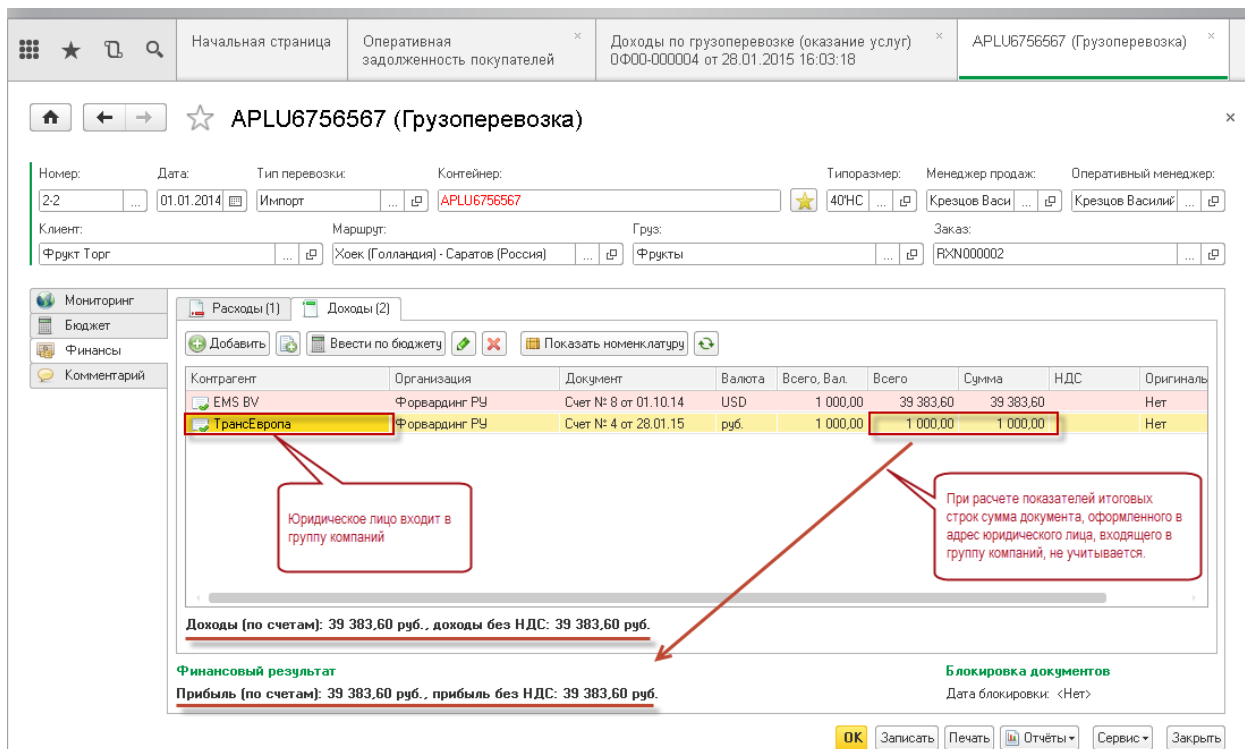 Начальная страница
Оперативная
задолженность покупателей
Доходы по грузоперевозке (оказание услуг)
0Ф00-000004 от 28.01.2015 16:03:18
APLU6756567 (Грузоперевозка)
APLU6756567 (Грузоперевозка)
Номер: Дата: Тип перевозки: Контейнер: Типоразмер: Менеджер продаж: Оперативный менеджер:
2-2 ... 01.01.2014 Импорт ... APLU6756567 40'HC ... Крезцов Васи ... Крезцов Василий ...
Клиент: Маршрут: Груз: Заказ:
Фрукт Торг ... Хоек (Голландия) - Саратов (Россия) ... Фрукты ... RXN000002 ...
Мониторинг
Бюджет
Финансы
Комментарий
Расходы (1) Доходы (2)
Добавить Ввести по бюджету Показать номенклатуру
Контрагент Организация Документ Валюта Всего, Вал. Всего Сумма НДС Оригиналь
EMS BV Форвардинг РУ Счет № 8 от 01.10.14 USD 1 000,00 39 383,60 39 383,60 Нет
ТрансЕвропа Форвардинг РУ Счет № 4 от 28.01.15 руб. 1 000,00 1 000,00 1 000,00 Нет
Юридическое лицо входит в
группу компаний
При расчете показателей итоговых
строк сумма документа, оформленного в
адрес юридического лица, входящего в
группу компаний, не учитывается.
Доходы (по счетам): 39 383,60 руб., доходы без НДС: 39 383,60 руб.
Финансовый результат
Прибыль (по счетам): 39 383,60 руб., прибыль без НДС: 39 383,60 руб.
Блокировка документов
Дата блокировки: <Нет>
ОК Записать Печать Отчёты Сервис Закрыть